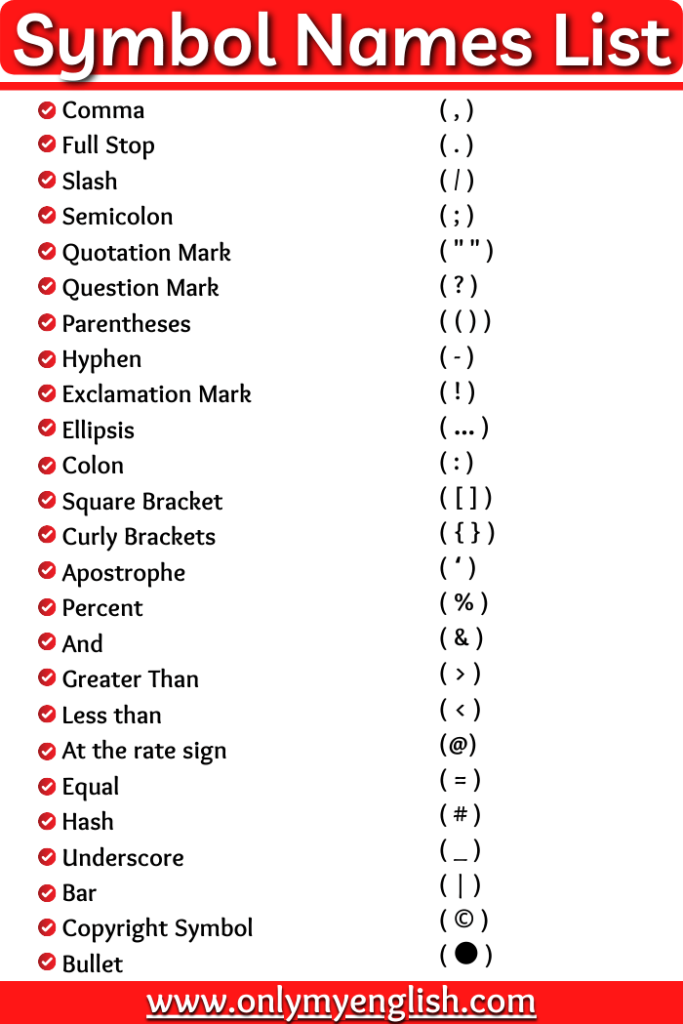 Symbol Names List
Comma ( , )
Full Stop ( . )
Slash ( / )
Semicolon ( ; )
Quotation Mark ( " " )
Question Mark ( ? )
Parentheses ( ( ) )
Hyphen ( - )
Exclamation Mark ( ! )
Ellipsis ( ... )
Colon ( : )
Square Bracket ( [ ] )
Curly Brackets ( { } )
Apostrophe ( ‘ )
Percent ( % )
And ( & )
Greater Than ( > )
Less than ( < )
At the rate sign (@)
Equal ( = )
Hash ( # )
Underscore ( _ )
Bar ( | )
Copyright Symbol ( © )
Bullet ( ● )
www.onlymyenglish.com